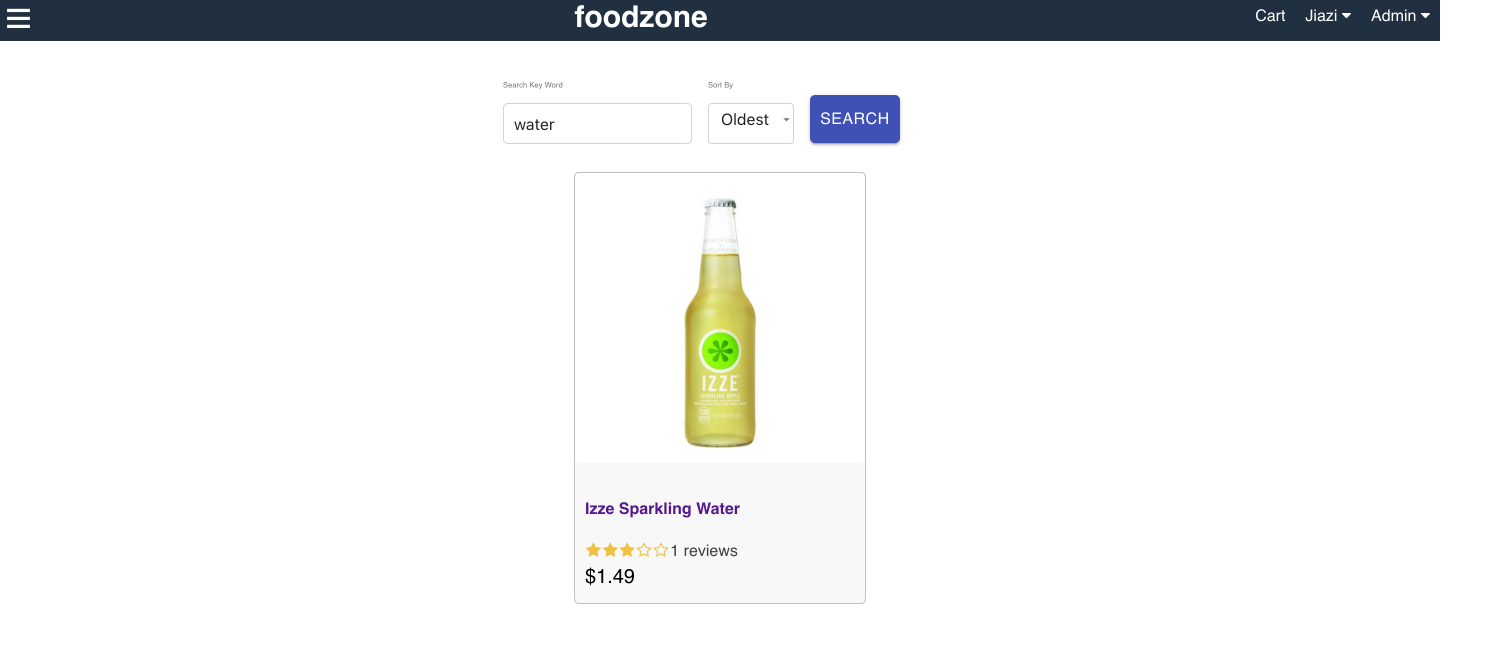 foodzone
Cart Jiazi Admin
Search Key Word
Sort By
water
Oldest
SEARCH
IZZE
SPARKLING APPLE
Izze Sparkling Water
1 reviews
$1.49